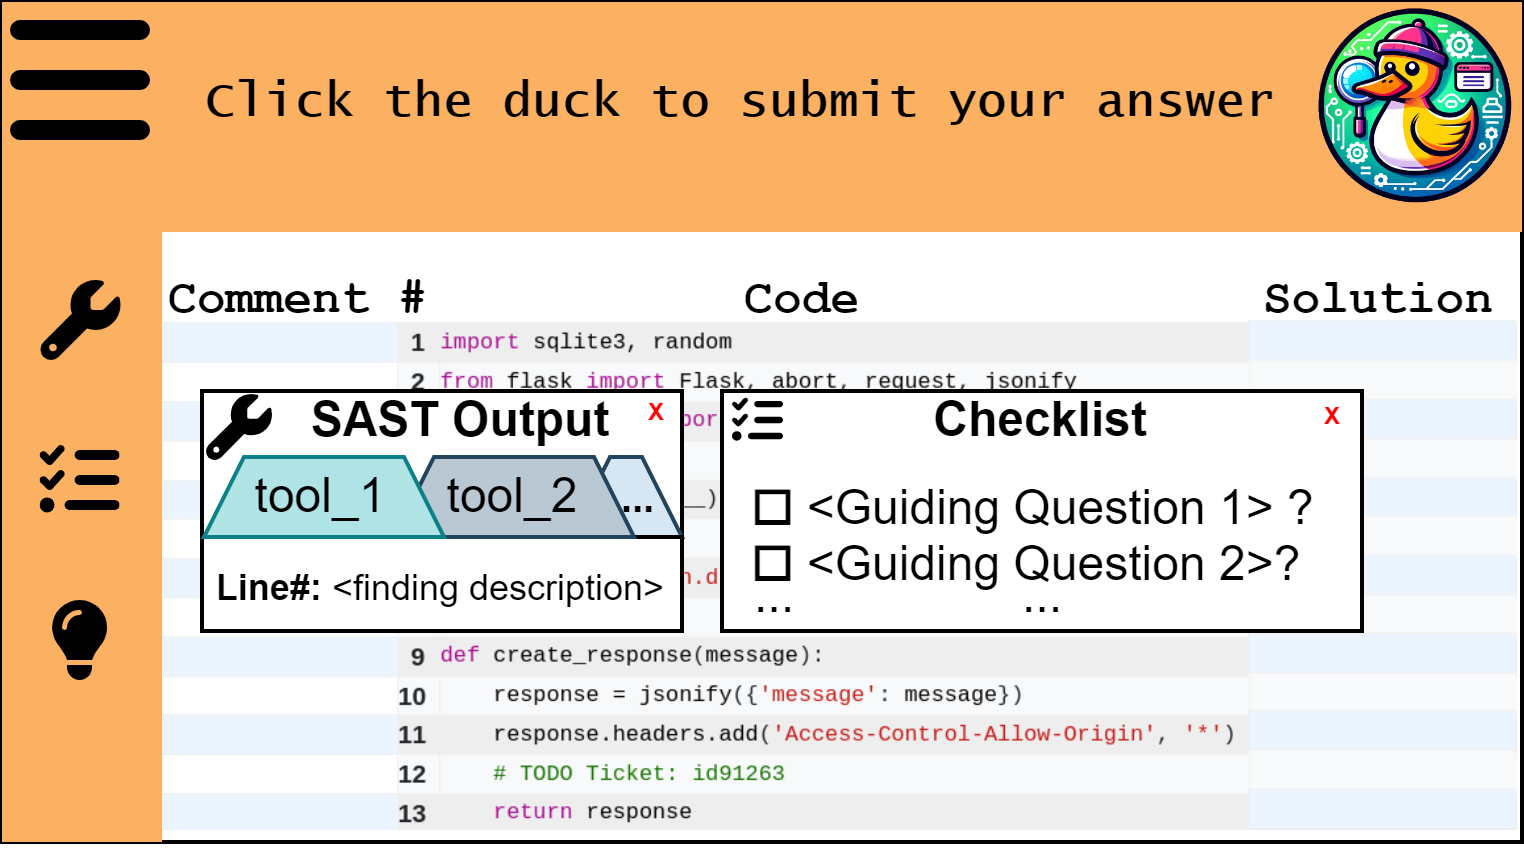 Click the duck to submit your answer
Comment # Code Solution
1 import sqlite3, random
2 from flask import Flask, abort, request, jsonify
SAST Output x
tool_1 tool_2 ...
Line#: <finding description>
Checklist x
<Guiding Question 1> ?
<Guiding Question 2>?
... ...
__)
9 def create_response(message):
10 response = jsonify({'message': message})
11 response.headers.add('Access-Control-Allow-Origin', '*')
12 # TODO Ticket: id91263
13 return response